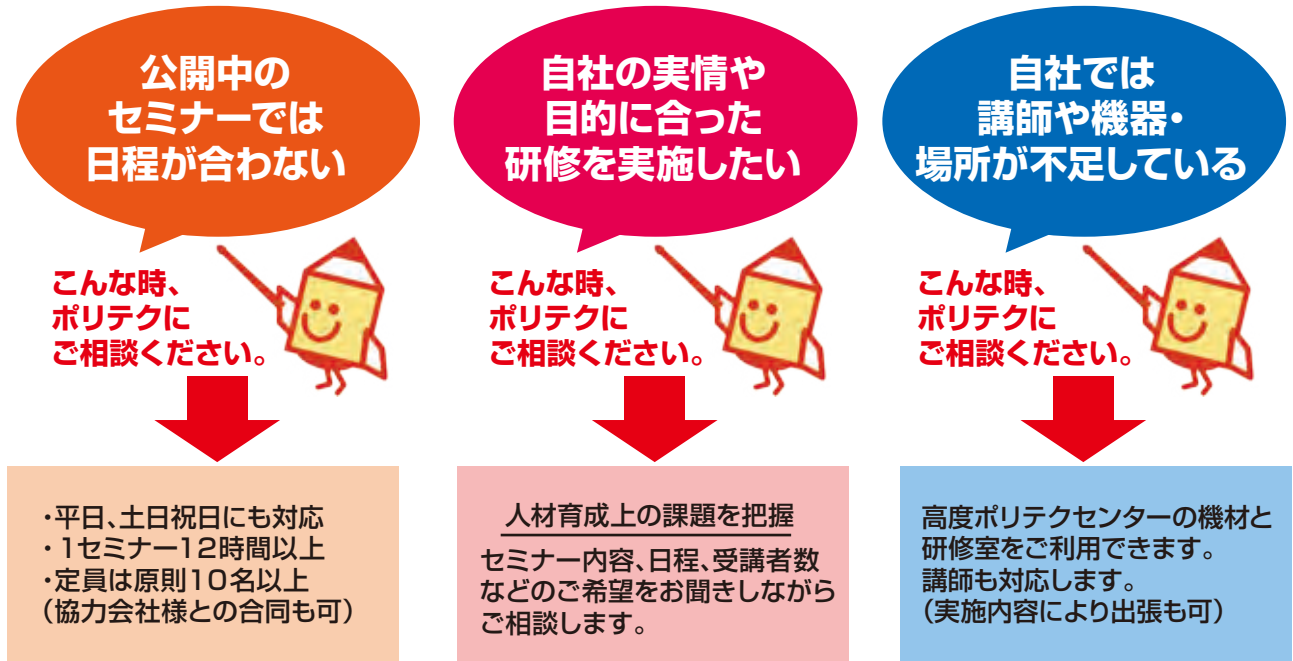 公開中の
セミナーでは
日程が合わない
こんな時、
ポリテクに
ご相談ください。
・平日、土日祝日にも対応
・1セミナー12時間以上
・定員は原則10名以上
（協力会社様との合同も可）
自社の実情や
目的に合った
研修を実施したい
こんな時、
ポリテクに
ご相談ください。
人材育成上の課題を把握
セミナー内容、日程、受講者数
などのご希望をお聞きしながら
ご相談します。
自社では
講師や機器・
場所が不足している
こんな時、
ポリテクに
ご相談ください。
高度ポリテクセンターの機材と
研修室をご利用できます。
講師も対応します。
（実施内容により出張も可）